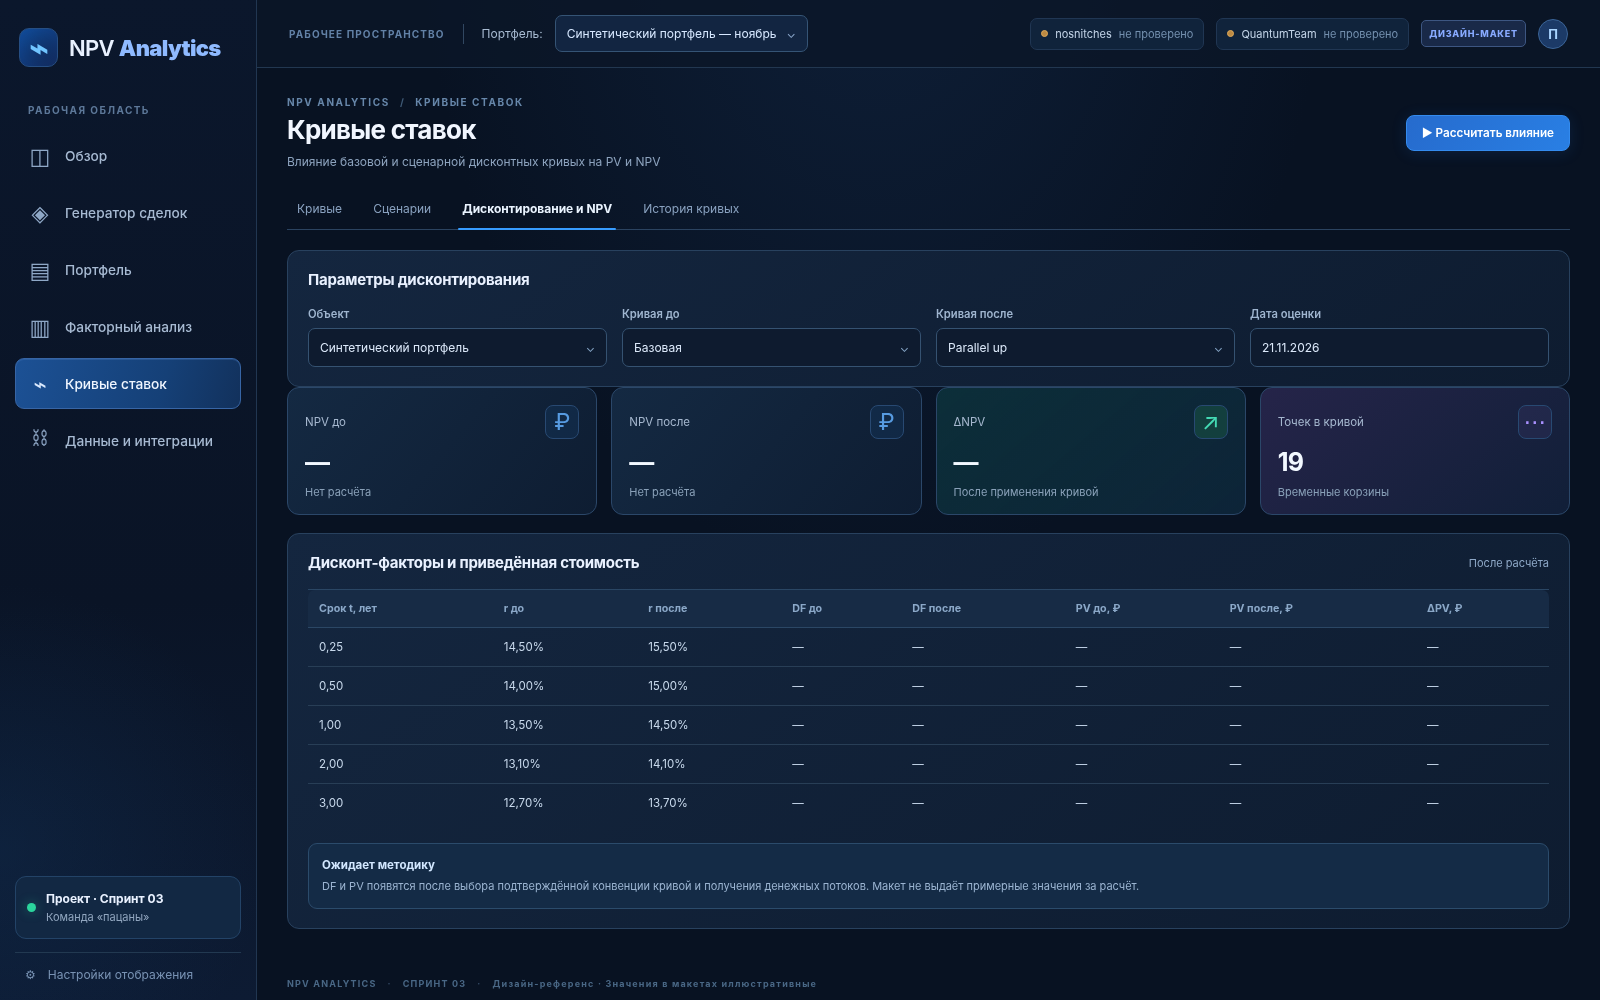 NPV Analytics
РАБОЧАЯ ОБЛАСТЬ
Обзор
Генератор сделок
Портфель
Факторный анализ
Кривые ставок
Данные и интеграции
Проект · Спринт 03
Команда «пацаны»
Настройки отображения
РАБОЧЕЕ ПРОСТРАНСТВО
Портфель: Синтетический портфель — ноябрь
nosnitches не проверено
QuantumTeam не проверено
ДИЗАЙН-МАКЕТ
П
NPV ANALYTICS / КРИВЫЕ СТАВОК
Кривые ставок
Влияние базовой и сценарной дисконтных кривых на PV и NPV
▶ Рассчитать влияние
Кривые Сценарии Дисконтирование и NPV История кривых
Параметры дисконтирования
Объект Кривая до Кривая после Дата оценки
Синтетический портфель Базовая Parallel up 21.11.2026
NPV до ₽ NPV после ₽ ΔNPV Точек в кривой
— — — 19
Нет расчёта Нет расчёта После применения кривой Временные корзины
Дисконт-факторы и приведённая стоимость После расчёта
Срок t, лет r до r после DF до DF после PV до, ₽ PV после, ₽ ΔPV, ₽
0,25 14,50% 15,50% — — — — —
0,50 14,00% 15,00% — — — — —
1,00 13,50% 14,50% — — — — —
2,00 13,10% 14,10% — — — — —
3,00 12,70% 13,70% — — — — —
Ожидает методику
DF и PV появятся после выбора подтверждённой конвенции кривой и получения денежных потоков. Макет не выдаёт примерные значения за расчёт.
NPV ANALYTICS · СПРИНТ 03 · Дизайн-референс · Значения в макетах иллюстративные